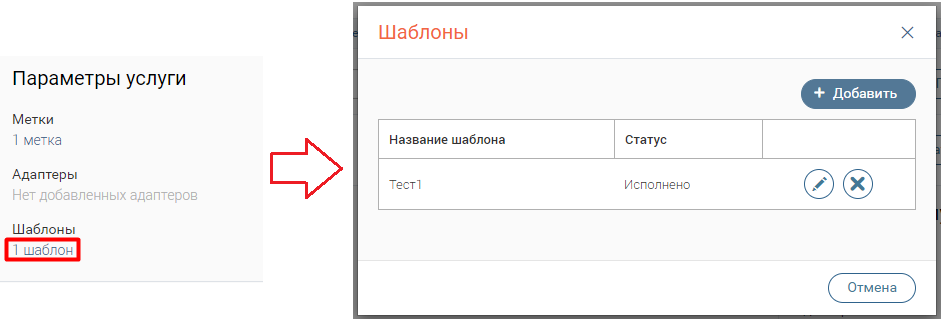 Параметры услуги
Метки
1 метка
Адаптеры
Нет добавленных адаптеров
Шаблоны
1 шаблон
Шаблоны
+ Добавить
Название шаблона Статус
Тест1 Исполнено
Отмена